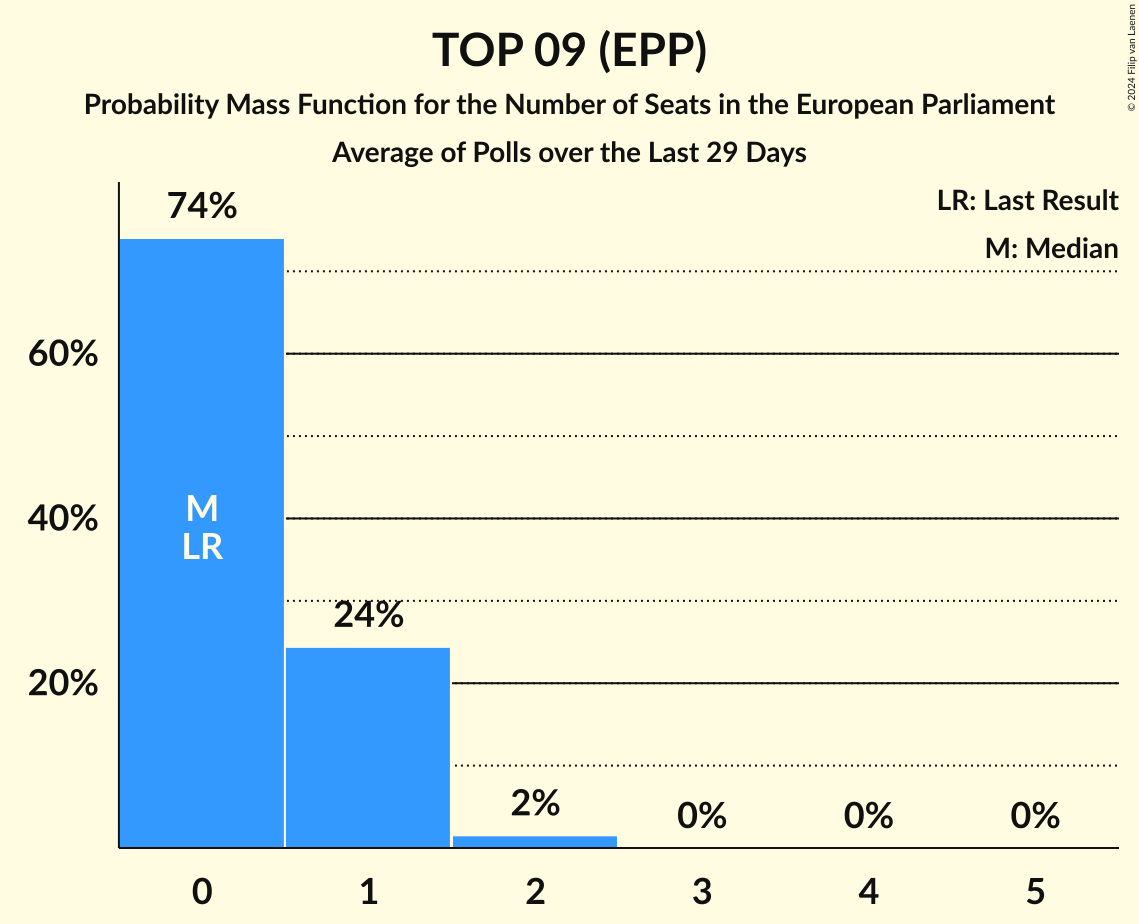 TOP 09 (EPP)
Probability Mass Function for the Number of Seats in the European Parliament
Average of Polls over the Last 29 Days
© 2024 Filip van Laenen
LR: Last Result
M: Median
74%
60%
40%
20%
M
LR
24%
2%
0%
0%
0%
0
1
2
3
4
5